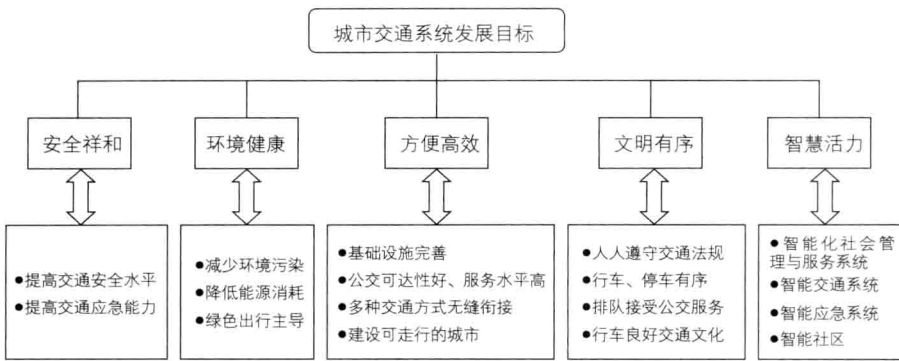 城市交通系统发展目标
安全祥和
环境健康
方便高效
文明有序
智慧活力
●提高交通安全水平
●提高交通应急能力
●减少环境污染
●降低能源消耗
●绿色出行主导
●基础设施完善
●公交可达性好、服务水平高
●多种交通方式无缝衔接
●建设可走行的城市
●人人遵守交通法规
●行车、停车有序
●排队接受公交服务
●行车良好交通文化
●智能化社会管
理与服务系统
●智能交通系统
●智能应急系统
●智能社区